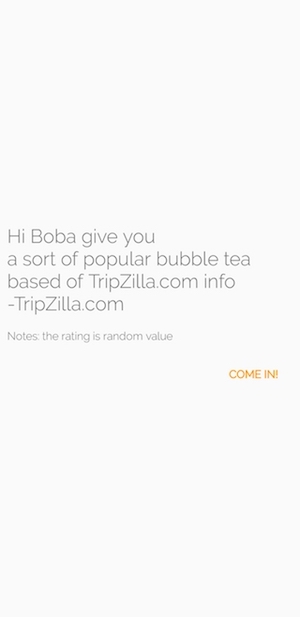 Hi Boba give you
a sort of popular bubble tea
based of TripZilla.com info
-TripZilla.com
Notes: the rating is random value
COME IN!